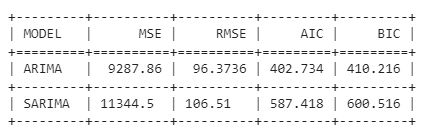 +---------+----------+----------+---------+---------+
| MODEL   |      MSE |     RMSE |     AIC |     BIC |
+=========+==========+==========+=========+=========+
| ARIMA   |  9287.86 |  96.3736 | 402.734 | 410.216 |
+---------+----------+----------+---------+---------+
| SARIMA  | 11344.5  | 106.51   | 587.418 | 600.516 |
+---------+----------+----------+---------+---------+